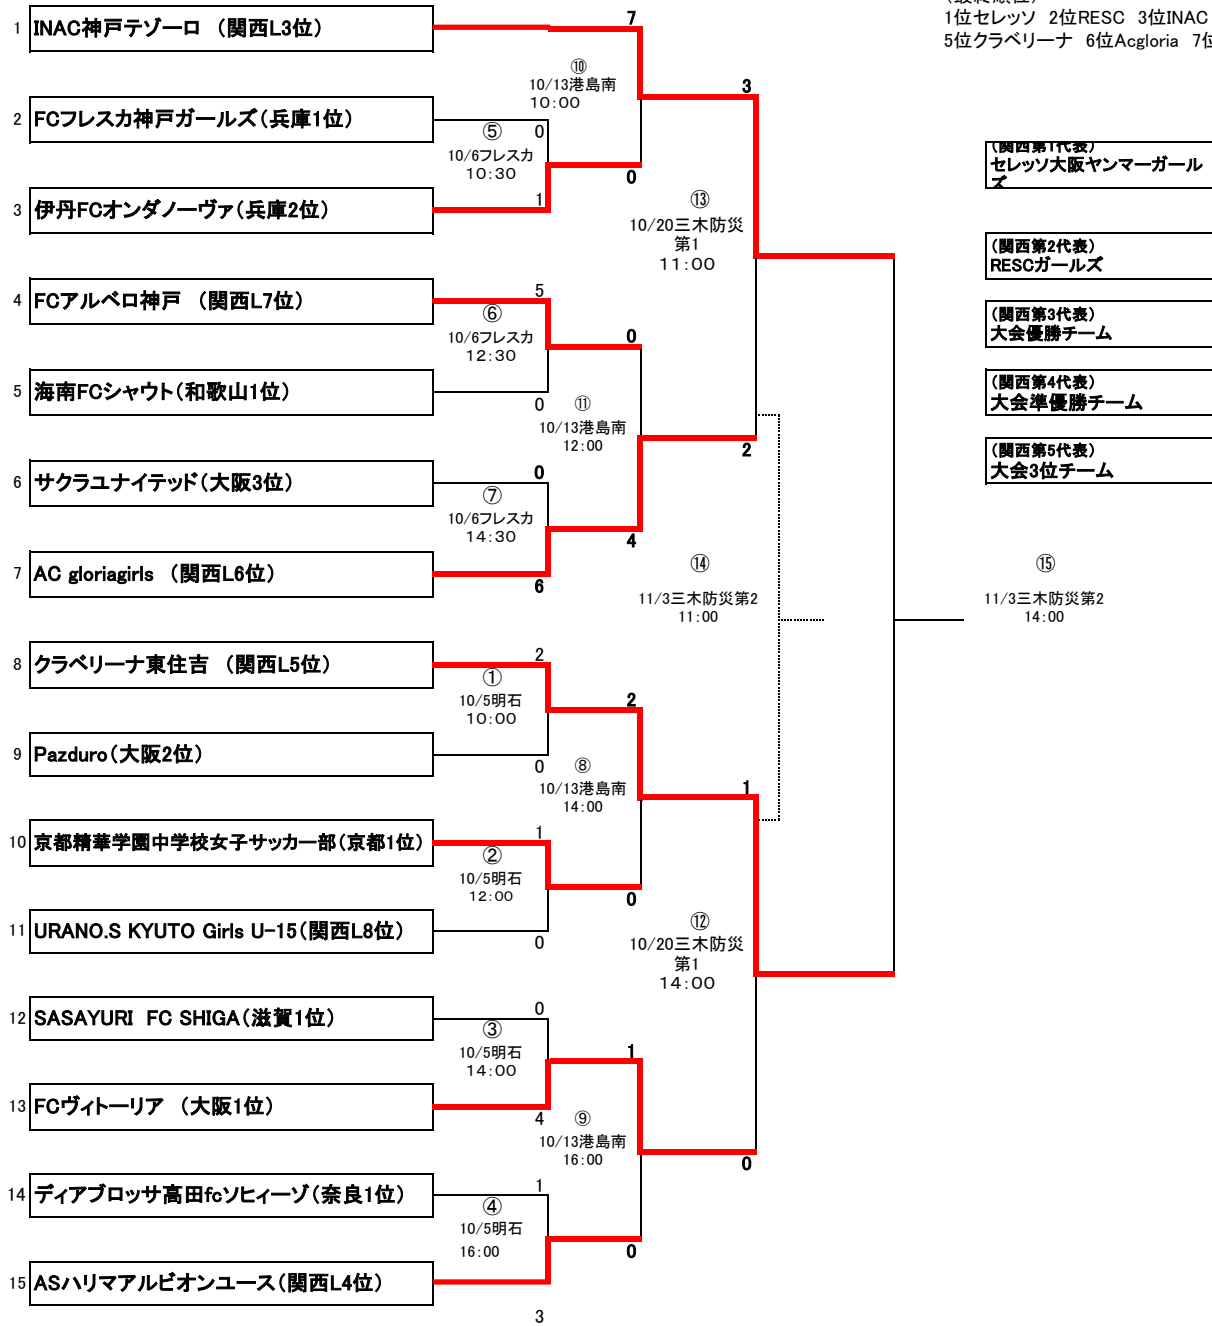 1位セレッソ 2位RESC 3位INAC
5位クラベリーナ 6位Acgloria 7位
1 INAC神戸テゾーロ (関西L3位)
7
⑩
10/13港島南
10:00
3
2 FCフレスカ神戸ガールズ(兵庫1位)
⑤
0
10/6フレスカ
10:30
0
3 伊丹FCオンダノーヴァ(兵庫2位)
1
⑬
10/20三木防災
第1
11:00
(関西第1代表)
セレッソ大阪ヤンマーガール
ズ
(関西第2代表)
RESCガールズ
(関西第3代表)
大会優勝チーム
(関西第4代表)
大会準優勝チーム
(関西第5代表)
大会3位チーム
4 FCアルベロ神戸 (関西L7位)
5
⑥
10/6フレスカ
12:30
0
5 海南FCシャウト(和歌山1位)
0
⑪
10/13港島南
12:00
2
6 サクラユナイテッド(大阪3位)
0
⑦
10/6フレスカ
14:30
4
7 AC gloriagirls (関西L6位)
6
⑭
11/3三木防災第2
11:00
⑮
11/3三木防災第2
14:00
8 クラベリーナ東住吉 (関西L5位)
2
①
10/5明石
10:00
2
9 Pazduro(大阪2位)
0
⑧
10/13港島南
14:00
1
10 京都精華学園中学校女子サッカー部(京都1位)
1
②
10/5明石
12:00
0
11 URANO.S KYUTO Girls U-15(関西L8位)
0
⑫
10/20三木防災
第1
14:00
12 SASAYURI FC SHIGA(滋賀1位)
0
③
10/5明石
14:00
1
13 FCヴィトーリア (大阪1位)
4
⑨
10/13港島南
16:00
0
14 ディアブロッサ高田fcソヒィーゾ(奈良1位)
1
④
10/5明石
16:00
0
15 ASハリマアルビオンユース(関西L4位)
3